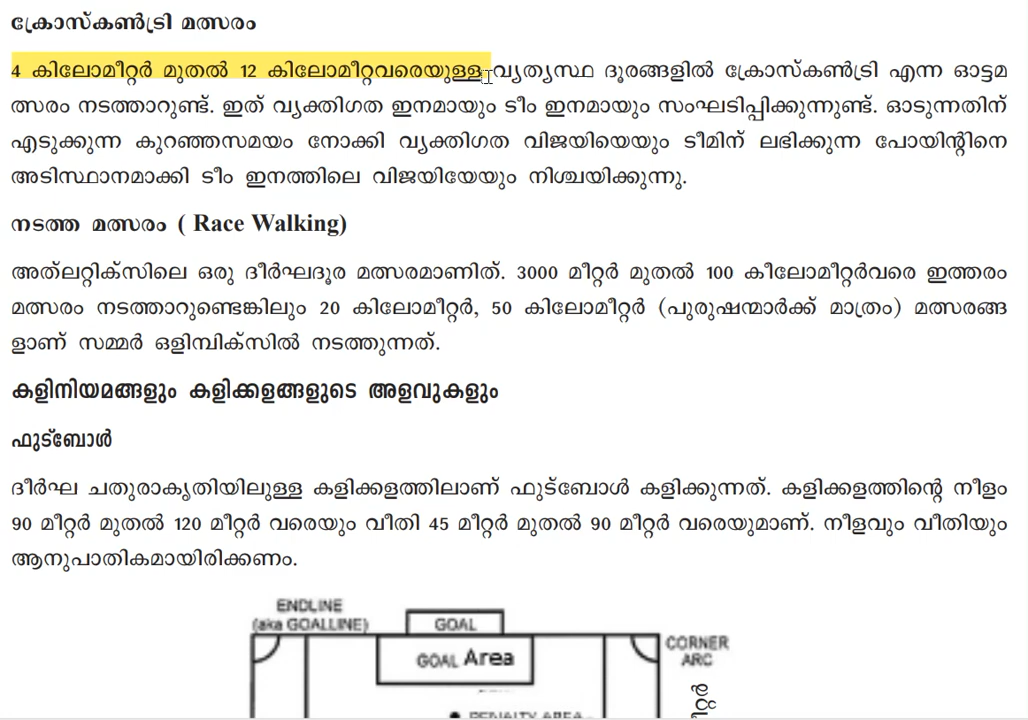 ക്രോസ്കൺട്രി മത്സരം
4 കിലോമീറ്റർ മുതൽ 12 കിലോമീറ്റവരെയുള്ള വ്യത്യസ്ഥ ദൂരങ്ങളിൽ ക്രോസ്കൺട്രി എന്ന ഓട്ടമ
ത്സരം നടത്താറുണ്ട്. ഇത് വ്യക്തിഗത ഇനമായും ടീം ഇനമായും സംഘടിപ്പിക്കുന്നുണ്ട്. ഓടുന്നതിന്
എടുക്കുന്ന കുറഞ്ഞസമയം നോക്കി വ്യക്തിഗത വിജയിയെയും ടീമിന് ലഭിക്കുന്ന പോയിന്റിനെ
അടിസ്ഥാനമാക്കി ടീം ഇനത്തിലെ വിജയിയേയും നിശ്ചയിക്കുന്നു.
നടത്ത മത്സരം ( Race Walking)
അത്‌ലറ്റിക്സിലെ ഒരു ദീർഘദൂര മത്സരമാണിത്. 3000 മീറ്റർ മുതൽ 100 കീലോമീറ്റർവരെ ഇത്തരം
മത്സരം നടത്താറുണ്ടെങ്കിലും 20 കിലോമീറ്റർ, 50 കിലോമീറ്റർ (പുരുഷന്മാർക്ക് മാത്രം) മത്സരങ്ങ
ളാണ് സമ്മർ ഒളിമ്പിക്സിൽ നടത്തുന്നത്.
കളിനിയമങ്ങളും കളിക്കളങ്ങളുടെ അളവുകളും
ഫുട്ബോൾ
ദീർഘ ചതുരാകൃതിയിലുള്ള കളിക്കളത്തിലാണ് ഫുട്ബോൾ കളിക്കുന്നത്. കളിക്കളത്തിന്റെ നീളം
90 മീറ്റർ മുതൽ 120 മീറ്റർ വരെയും വീതി 45 മീറ്റർ മുതൽ 90 മീറ്റർ വരെയുമാണ്. നീളവും വീതിയും
ആനുപാതികമായിരിക്കണം.
ENDLINE
(aka GOALLINE)
GOAL
GOAL Area
CORNER
ARC
PENALTY AREA